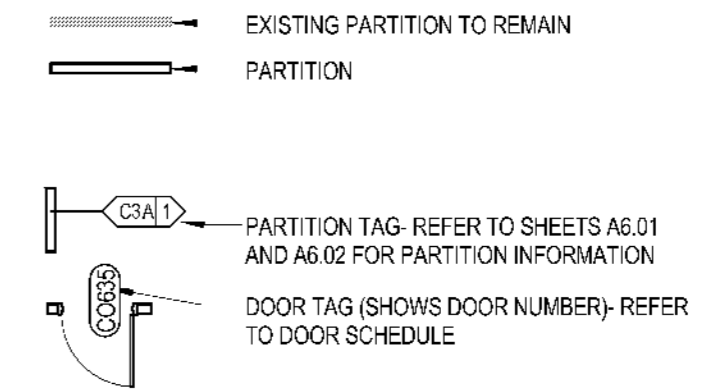 EXISTING PARTITION TO REMAIN
PARTITION
C3A 1
PARTITION TAG- REFER TO SHEETS A6.01
AND A6.02 FOR PARTITION INFORMATION
CO635
DOOR TAG (SHOWS DOOR NUMBER)- REFER
TO DOOR SCHEDULE